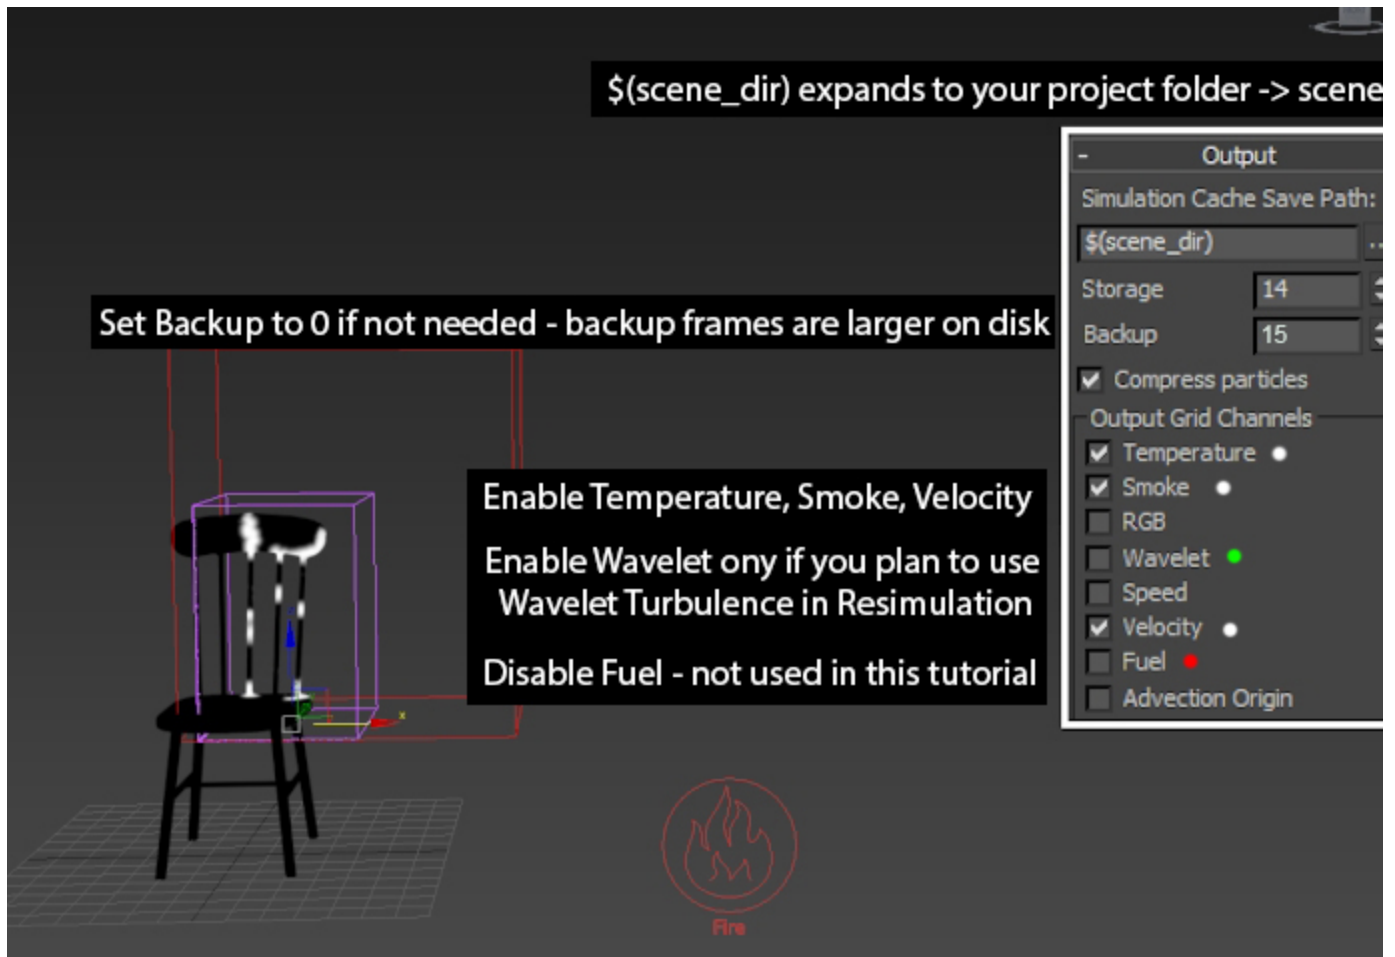 $(scene_dir) expands to your project folder -> scene
- Output
Simulation Cache Save Path:
$(scene_dir) ..
Storage 14
Set Backup to 0 if not needed - backup frames are larger on disk
Backup 15
Compress particles
Output Grid Channels
Temperature
Smoke
RGB
Wavelet
Speed
Velocity
Fuel
Advection Origin
Enable Temperature, Smoke, Velocity
Enable Wavelet ony if you plan to use
Wavelet Turbulence in Resimulation
Disable Fuel - not used in this tutorial
x
Fire